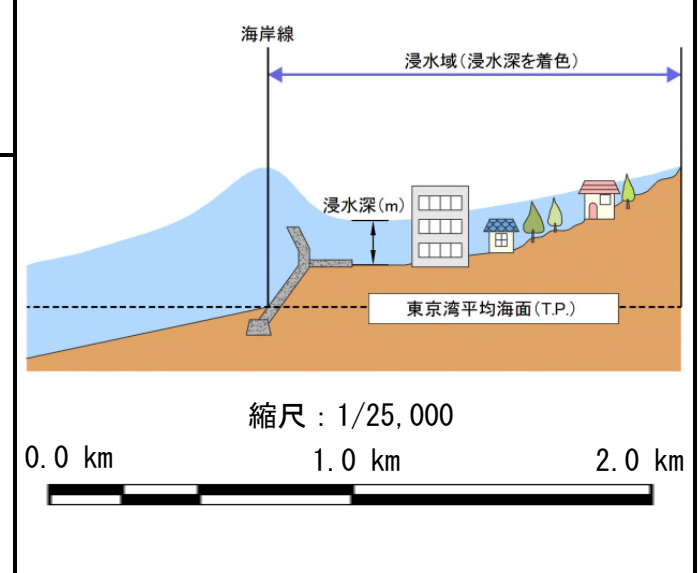 海岸線
浸水域(浸水深を着色)
浸水深(m)
東京湾平均海面(T.P.)
縮尺：1/25,000
0.0 km 1.0 km 2.0 km